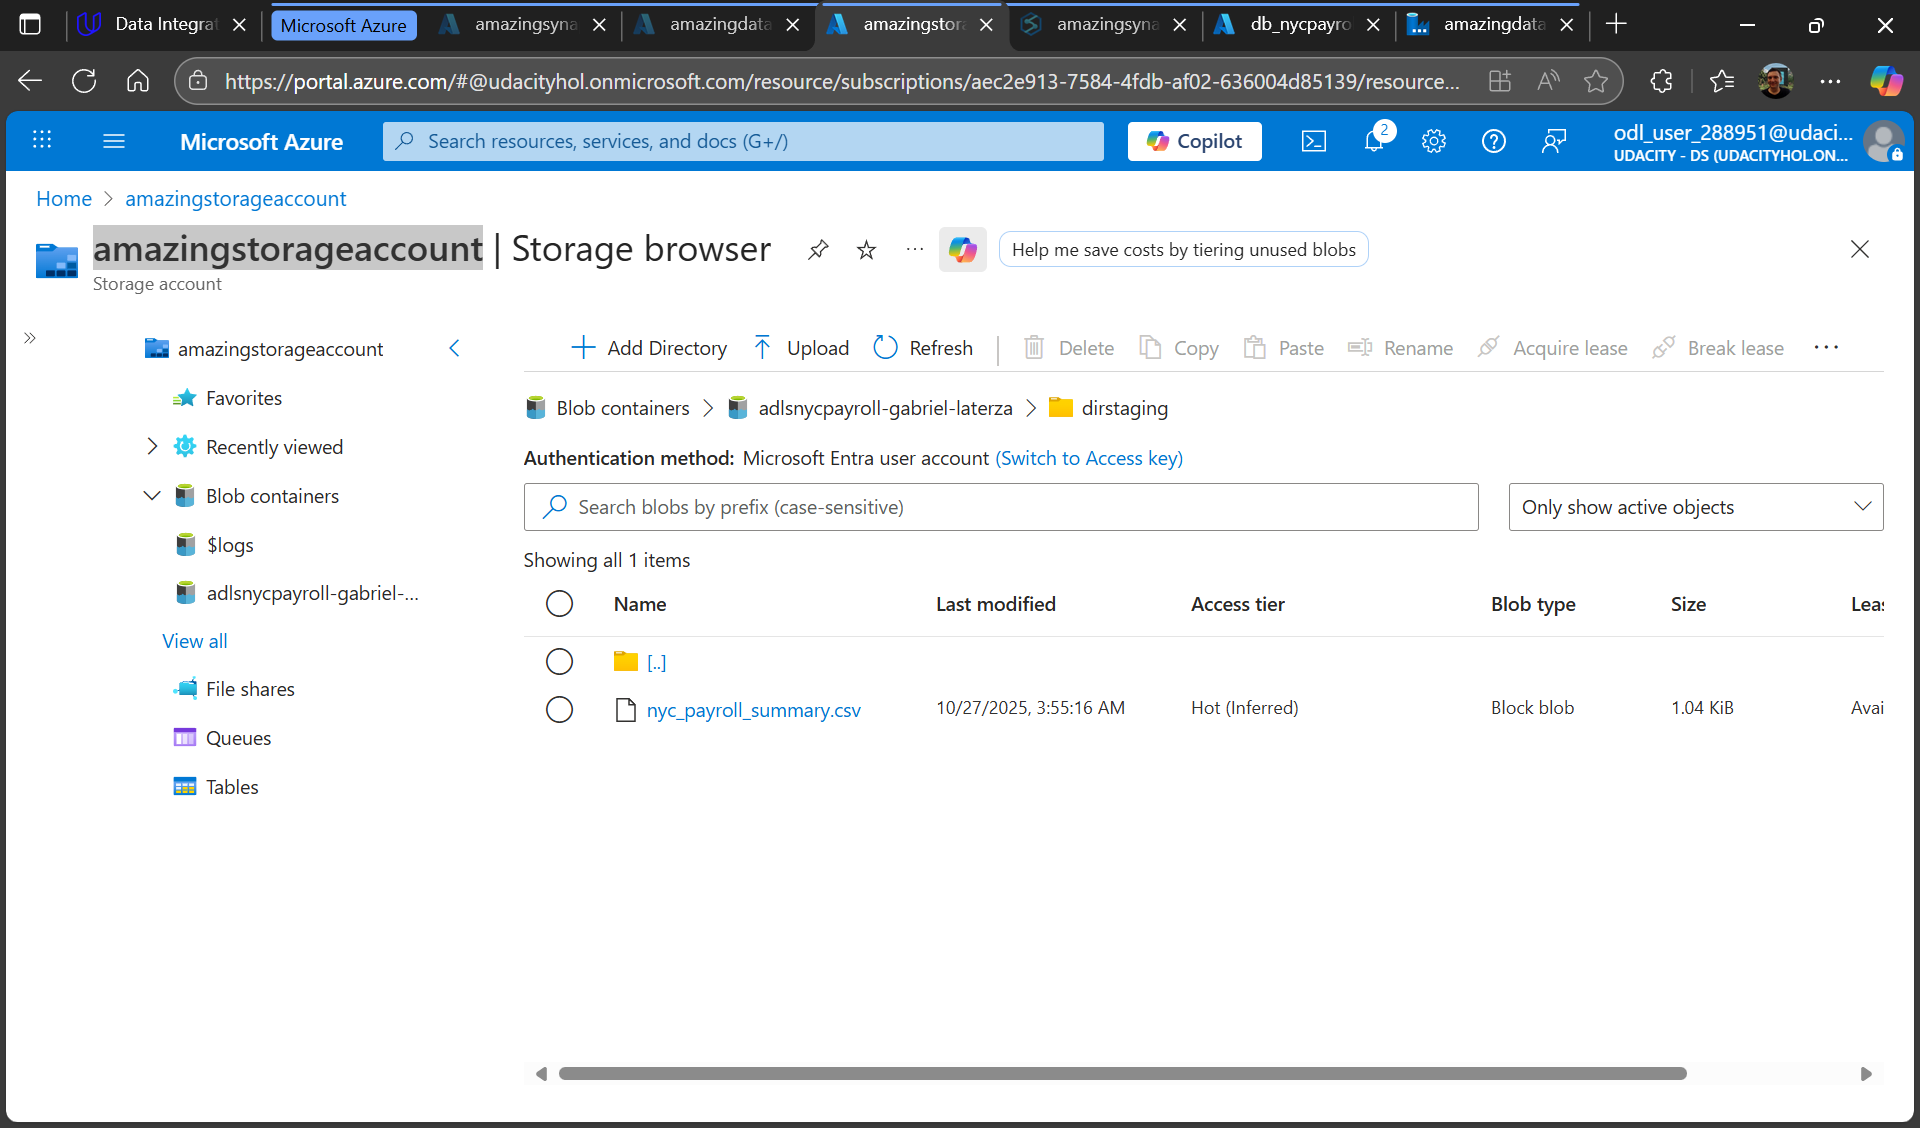 Data Integrat
Microsoft Azure
amazingsyna
amazingdata
amazingstora
amazingsyna
db_nycpayro
amazingdata
https://portal.azure.com/#@udacityhol.onmicrosoft.com/resource/subscriptions/aec2e913-7584-4fdb-af02-636004d85139/resource...
Microsoft Azure
Search resources, services, and docs (G+/)
Copilot
2
odl_user_288951@udaci...
UDACITY - DS (UDACITYHOL.ON...
Home > amazingstorageaccount
amazingstorageaccount | Storage browser
Help me save costs by tiering unused blobs
Storage account
amazingstorageaccount
Favorites
Recently viewed
Blob containers
$logs
adlsnycpayroll-gabriel-...
View all
File shares
Queues
Tables
Add Directory
Upload
Refresh
Delete
Copy
Paste
Rename
Acquire lease
Break lease
Blob containers > adlsnycpayroll-gabriel-laterza > dirstaging
Authentication method: Microsoft Entra user account (Switch to Access key)
Search blobs by prefix (case-sensitive)
Only show active objects
Showing all 1 items
Name Last modified Access tier Blob type Size Leas
[..]
nyc_payroll_summary.csv 10/27/2025, 3:55:16 AM Hot (Inferred) Block blob 1.04 KiB Avai